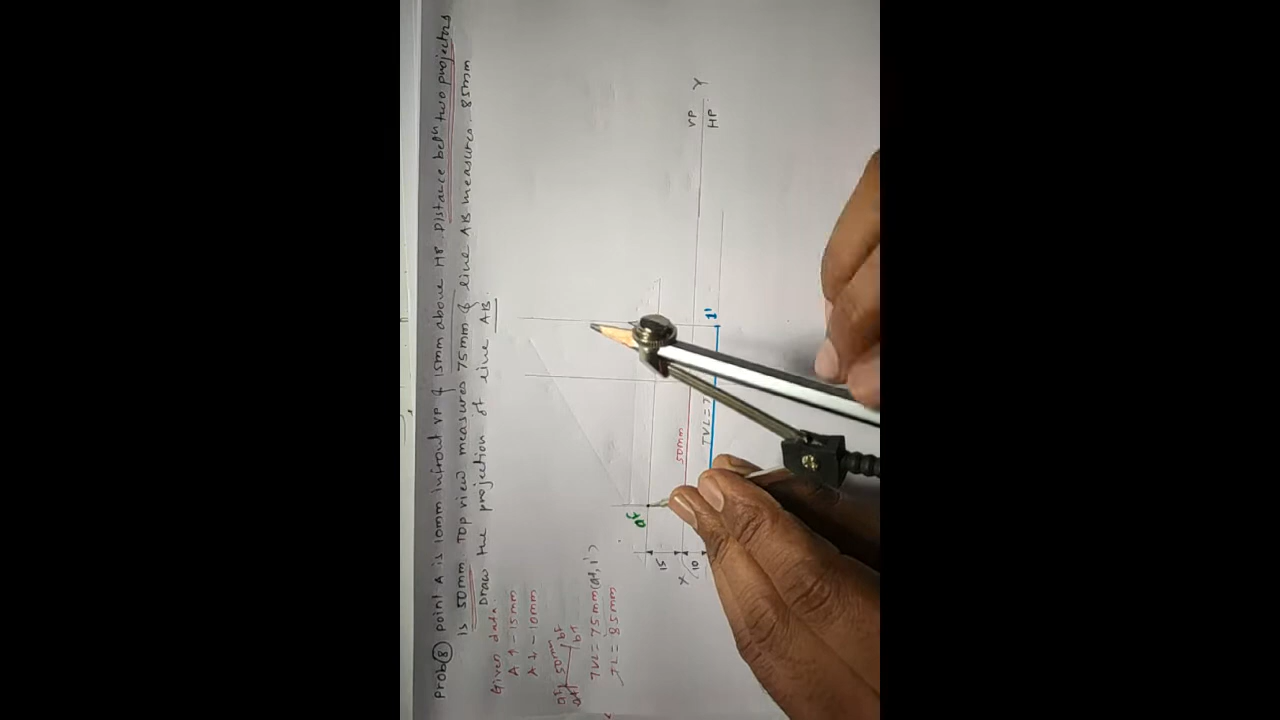 Prob 8 point A is 10mm infront VP & 15mm above HP. Distance betn two projectors
is 50mm. Top view measures 75mm & line AB measures. 85mm
Draw the projection of line AB.
Given data.
A ↑ - 15mm
A ↓ - 10mm
50mm
TVL = 75mm
TL = 85mm
af
15
X
10
50mm
TVL = 7
1'
VP
HP
Y